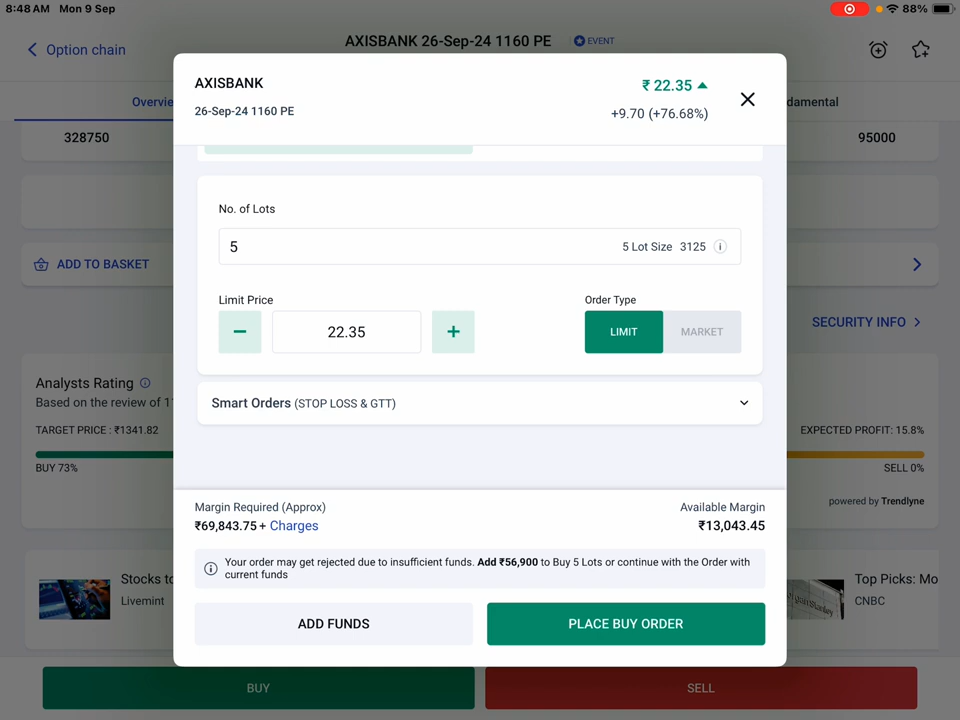 8:48 AM Mon 9 Sep
88%
Option chain
AXISBANK 26-Sep-24 1160 PE
EVENT
Overvie
damental
328750
95000
ADD TO BASKET
SECURITY INFO
Analysts Rating
Based on the review of 1
TARGET PRICE : ₹1341.82
EXPECTED PROFIT: 15.8%
BUY 73%
SELL 0%
powered by Trendlyne
Stocks to
Livemint
Top Picks: Mo
CNBC
BUY
SELL
AXISBANK
₹ 22.35
26-Sep-24 1160 PE
+9.70 (+76.68%)
No. of Lots
5
5 Lot Size 3125
Limit Price
Order Type
22.35
LIMIT
MARKET
Smart Orders (STOP LOSS & GTT)
Margin Required (Approx)
Available Margin
₹69,843.75 + Charges
₹13,043.45
Your order may get rejected due to insufficient funds. Add ₹56,900 to Buy 5 Lots or continue with the Order with
current funds
ADD FUNDS
PLACE BUY ORDER